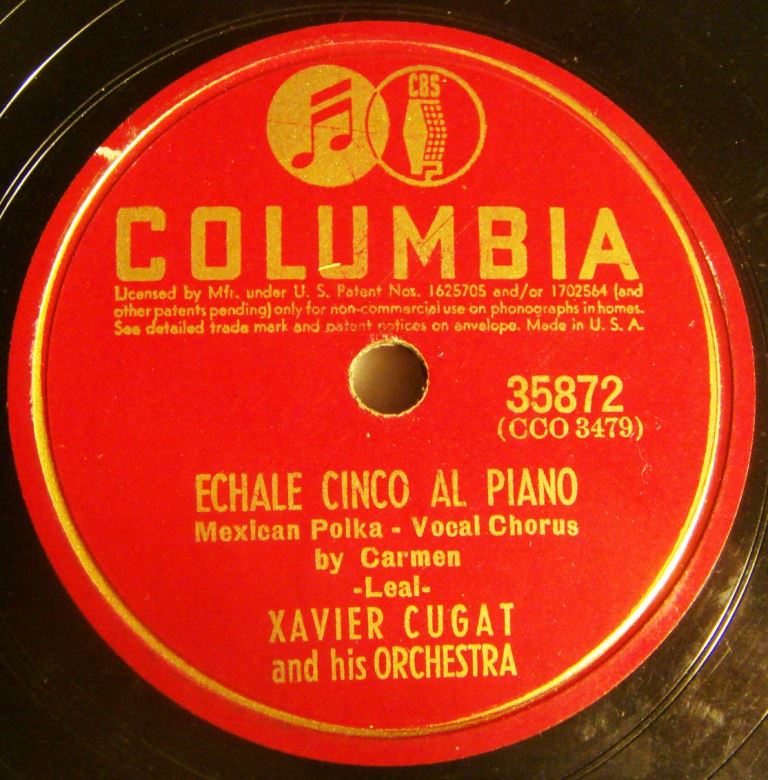 CBS
COLUMBIA
Licensed by Mfr. under U. S. Patent Nos. 1625705 and/or 1702564 (and
other patents pending) only for non-commercial use on phonographs in homes.
See detailed trade mark and patent notices on envelope. Made in U. S. A.
35872
(CCO 3479)
ECHALE CINCO AL PIANO
Mexican Polka - Vocal Chorus
by Carmen
-Leal-
XAVIER CUGAT
and his ORCHESTRA